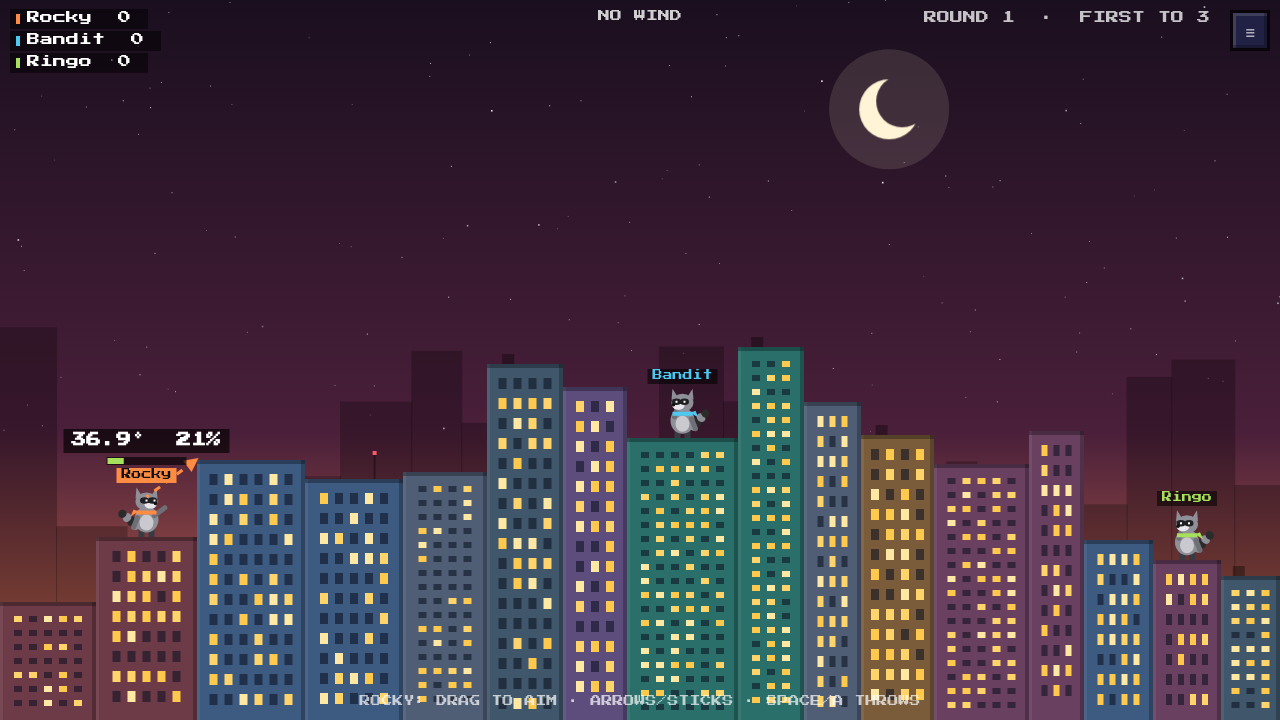 Rocky 0
Bandit 0
Ringo 0
NO WIND
ROUND 1 · FIRST TO 3
≡
Bandit
36.9° 21%
Rocky
Ringo
ROCKY: DRAG TO AIM · ARROWS/STICKS · SPACE/A THROWS